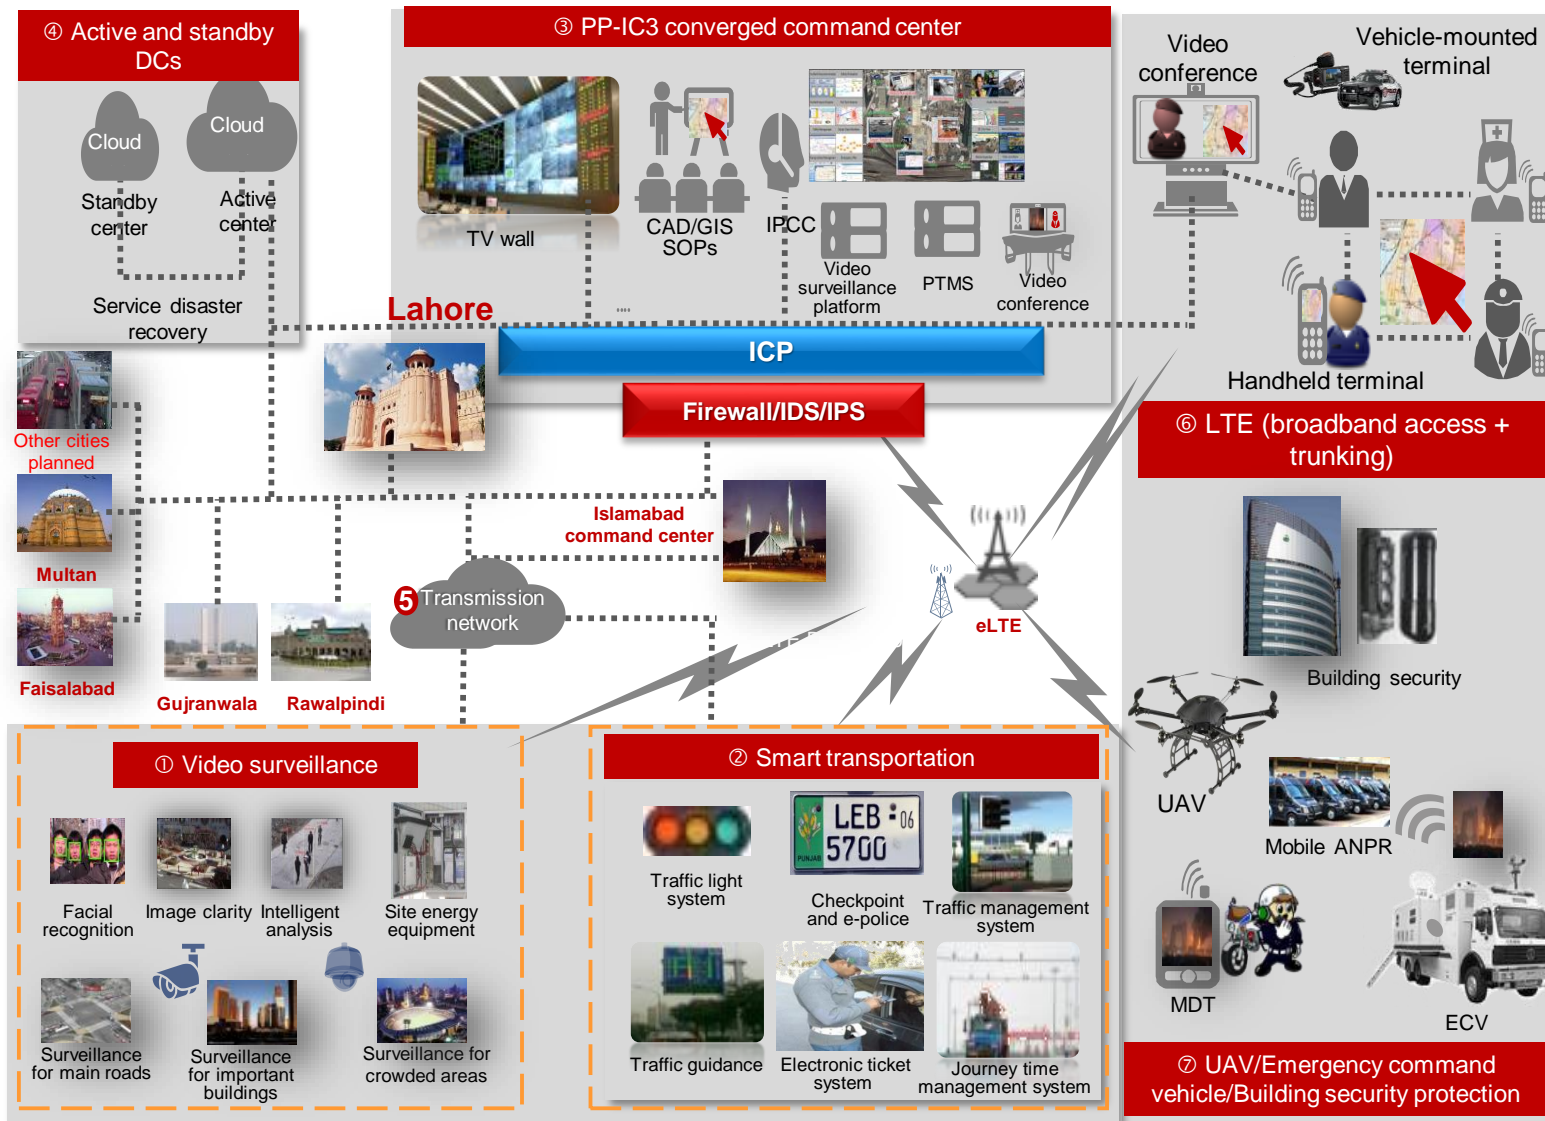 ④ Active and standby
DCs
Cloud
Cloud
Standby
center
Active
center
Service disaster
recovery
③ PP-IC3 converged command center
TV wall
CAD/GIS
SOPs
IPCC
Video
surveillance
platform
PTMS
Video
conference
Lahore
ICP
Firewall/IDS/IPS
Video
conference
Vehicle-mounted
terminal
Handheld terminal
⑥ LTE (broadband access +
trunking)
Other cities
planned
Multan
Faisalabad
Gujranwala
Rawalpindi
Islamabad
command center
5 Transmission
network
eLTE
Building security
UAV
Mobile ANPR
MDT
ECV
⑦ UAV/Emergency command
vehicle/Building security protection
① Video surveillance
Facial
recognition
Image clarity
Intelligent
analysis
Site energy
equipment
Surveillance
for main roads
Surveillance
for important
buildings
Surveillance for
crowded areas
② Smart transportation
Traffic light
system
LEB 06
5700
PUNJAB
Checkpoint
and e-police
Traffic management
system
Traffic guidance
Electronic ticket
system
Journey time
management system